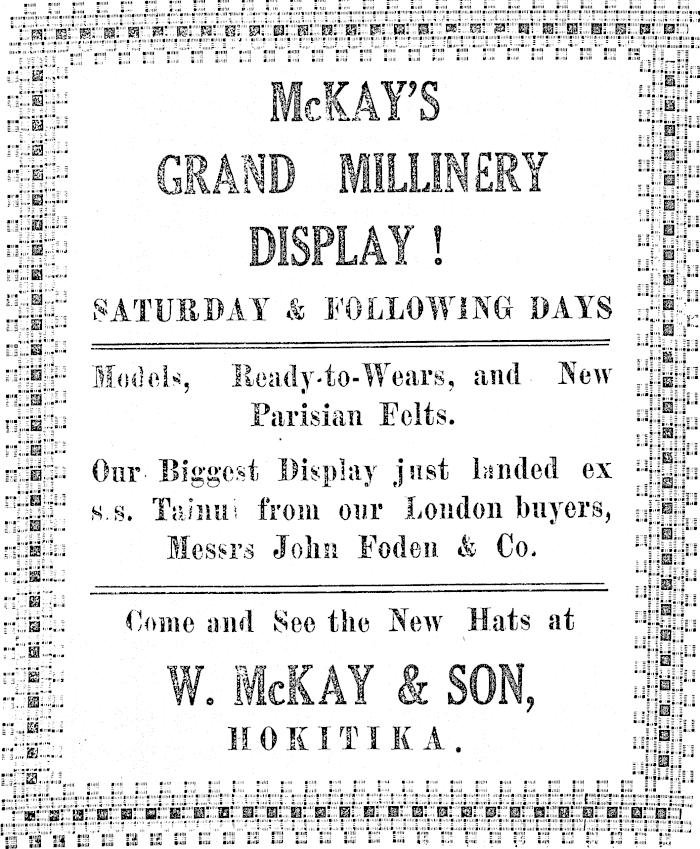 McKAY'S
GRAND MILLINERY
DISPLAY !
SATURDAY & FOLLOWING DAYS
Models, Ready-to-Wears, and New
Parisian Felts.
Our Biggest Display just landed ex
s.s. Tainui from our London buyers,
Messrs John Foden & Co.
Come and See the New Hats at
W. McKAY & SON,
HOKITIKA.